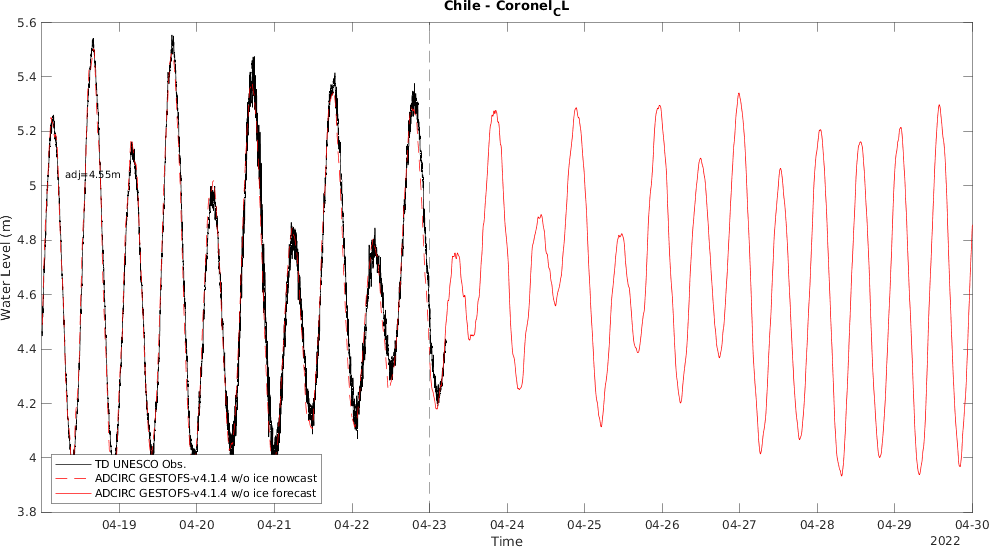 Chile - Coronel_CL
5.6
5.4
5.2
5
4.8
4.6
4.4
4.2
4
3.8
Water Level (m)
adj=4.55m
TD UNESCO Obs.
ADCIRC GESTOFS-v4.1.4 w/o ice nowcast
ADCIRC GESTOFS-v4.1.4 w/o ice forecast
04-19 04-20 04-21 04-22 04-23 04-24 04-25 04-26 04-27 04-28 04-29 04-30
Time
2022